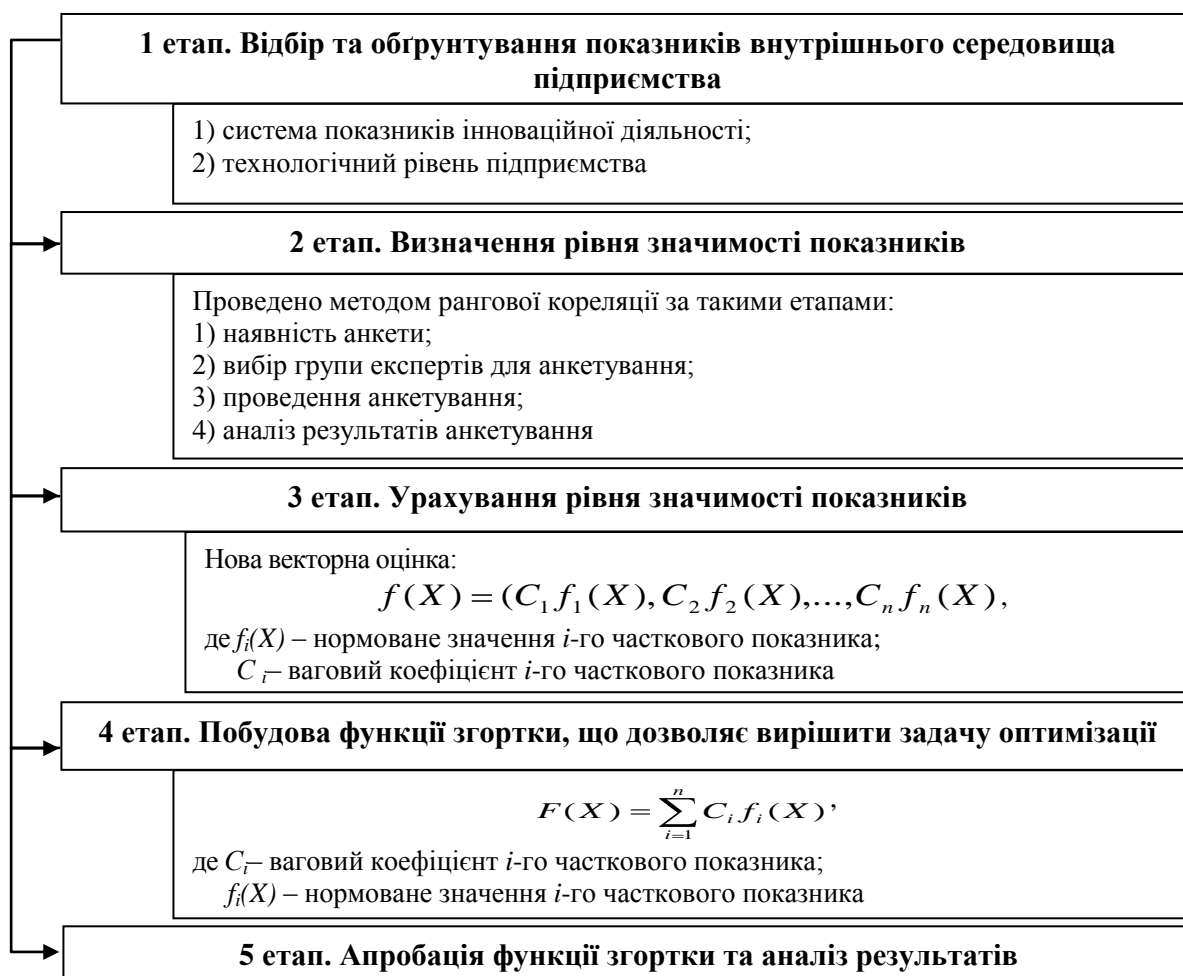 1 етап. Відбір та обґрунтування показників внутрішнього середовища
підприємства
1) система показників інноваційної діяльності;
2) технологічний рівень підприємства
2 етап. Визначення рівня значимості показників
Проведено методом рангової кореляції за такими етапами:
1) наявність анкети;
2) вибір групи експертів для анкетування;
3) проведення анкетування;
4) аналіз результатів анкетування
3 етап. Урахування рівня значимості показників
Нова векторна оцінка:
f(X) = (C₁f₁(X), C₂f₂(X),..., Cₙfₙ(X),
де fᵢ(X) – нормоване значення i-го часткового показника;
Cᵢ– ваговий коефіцієнт i-го часткового показника
4 етап. Побудова функції згортки, що дозволяє вирішити задачу оптимізації
F(X) = ∑ⁿᵢ₌₁ Cᵢfᵢ(X),
де Cᵢ– ваговий коефіцієнт i-го часткового показника;
fᵢ(X) – нормоване значення i-го часткового показника
5 етап. Апробація функції згортки та аналіз результатів